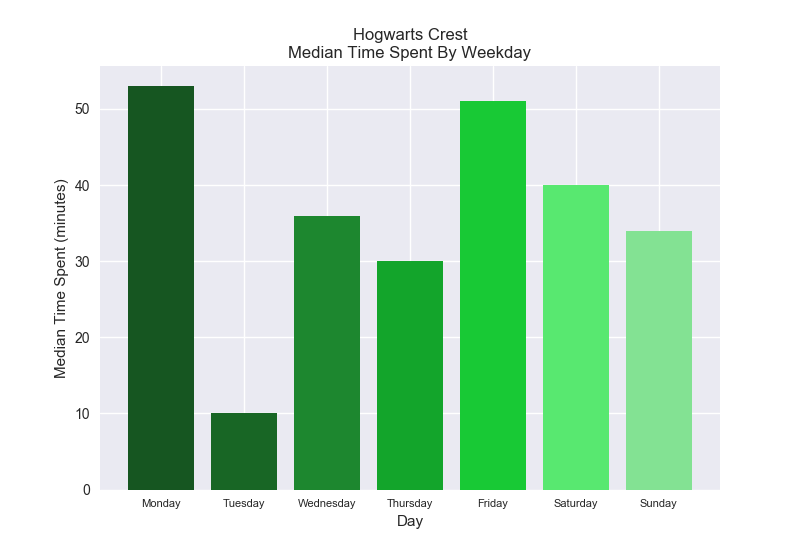 Hogwarts Crest
Median Time Spent By Weekday
Median Time Spent (minutes)
50
40
30
20
10
0
Monday Tuesday Wednesday Thursday Friday Saturday Sunday
Day